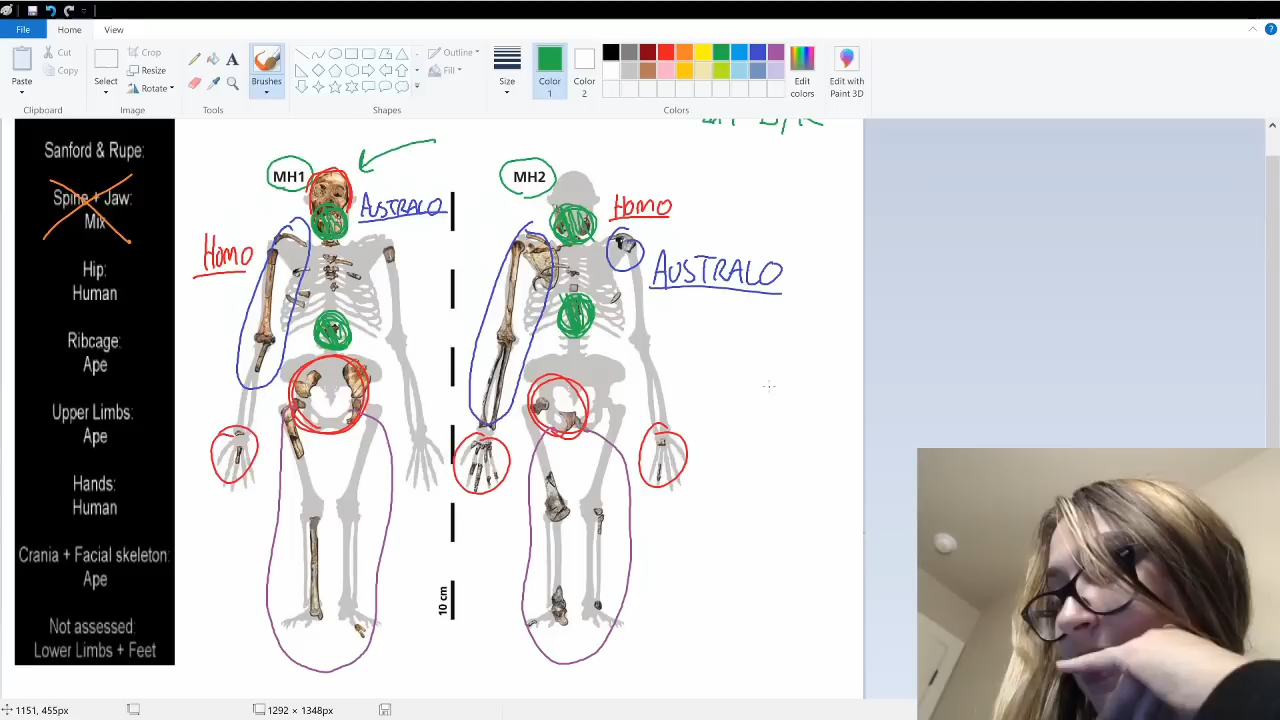 File
Home
View
Paste
Cut
Copy
Clipboard
Select
Crop
Resize
Rotate
Image
Tools
Brushes
Shapes
Outline
Fill
Size
Color
1
Color
2
Edit
colors
Colors
Edit with
Paint 3D
Sanford & Rupe:
Spine + Jaw:
Mix
Hip:
Human
Ribcage:
Ape
Upper Limbs:
Ape
Hands:
Human
Crania + Facial skeleton:
Ape
Not assessed:
Lower Limbs + Feet
MH1
AUSTRALO
Homo
10 cm
MH2
Homo
AUSTRALO
1151, 455px
1292 × 1348px